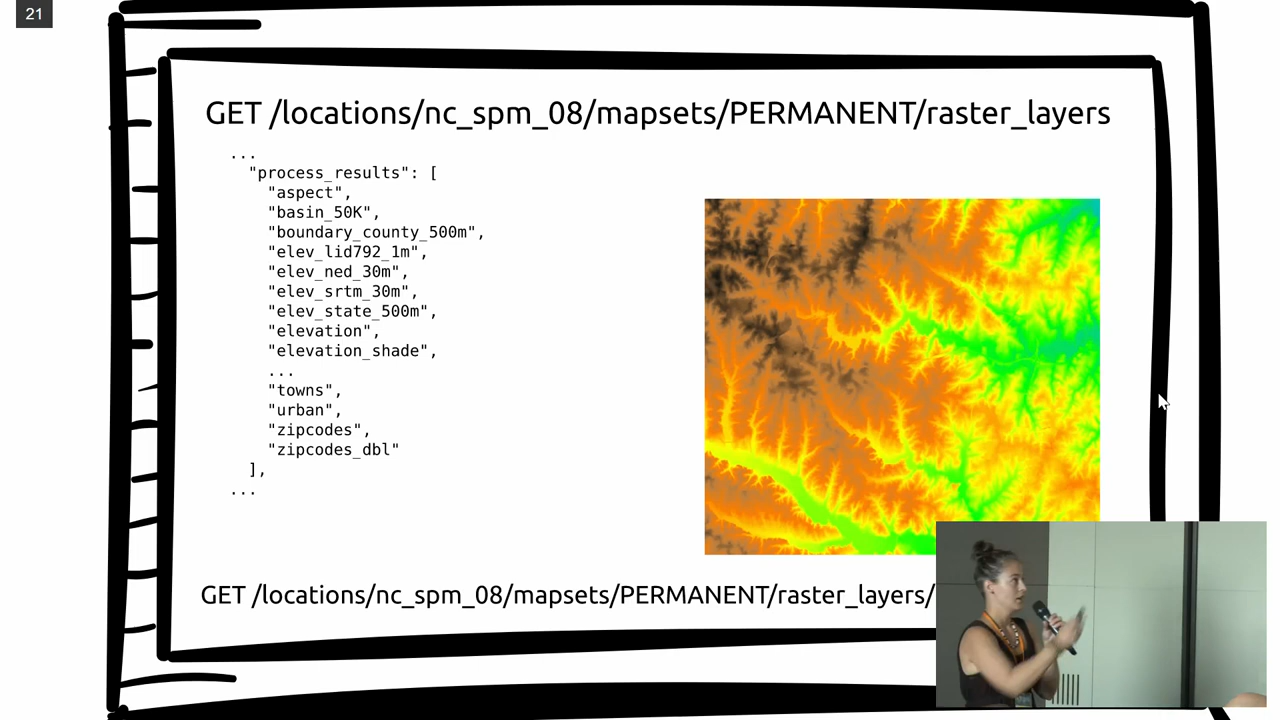 21
GET /locations/nc_spm_08/mapsets/PERMANENT/raster_layers
...
"process_results": [
"aspect",
"basin_50K",
"boundary_county_500m",
"elev_lid792_1m",
"elev_ned_30m",
"elev_srtm_30m",
"elev_state_500m",
"elevation",
"elevation_shade",
...
"towns",
"urban",
"zipcodes",
"zipcodes_dbl"
],
...
GET /locations/nc_spm_08/mapsets/PERMANENT/raster_layers/